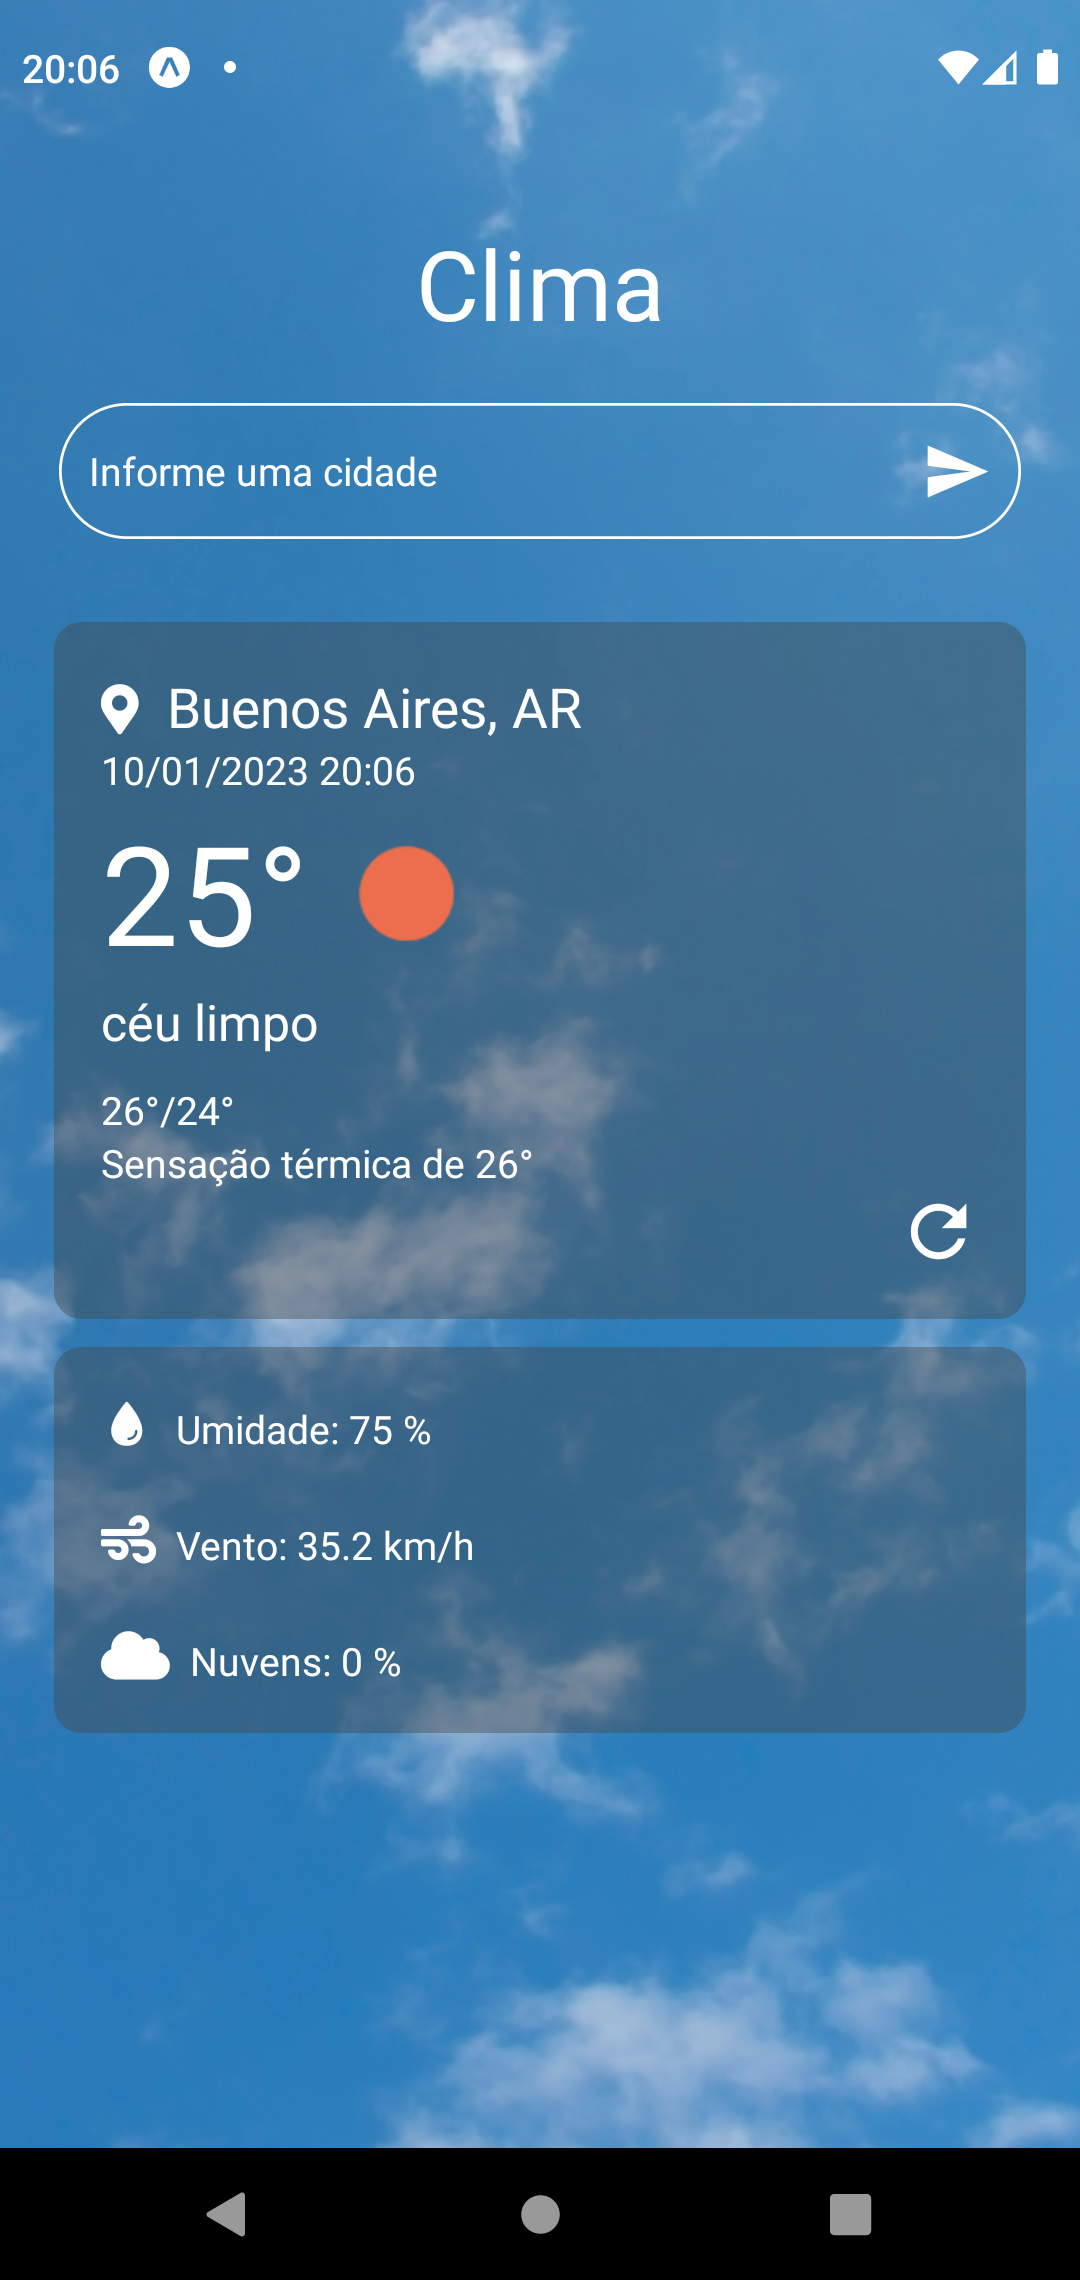 20:06
Clima
Informe uma cidade
Buenos Aires, AR
10/01/2023 20:06
25°
céu limpo
26°/24°
Sensação térmica de 26°
Umidade: 75 %
Vento: 35.2 km/h
Nuvens: 0 %